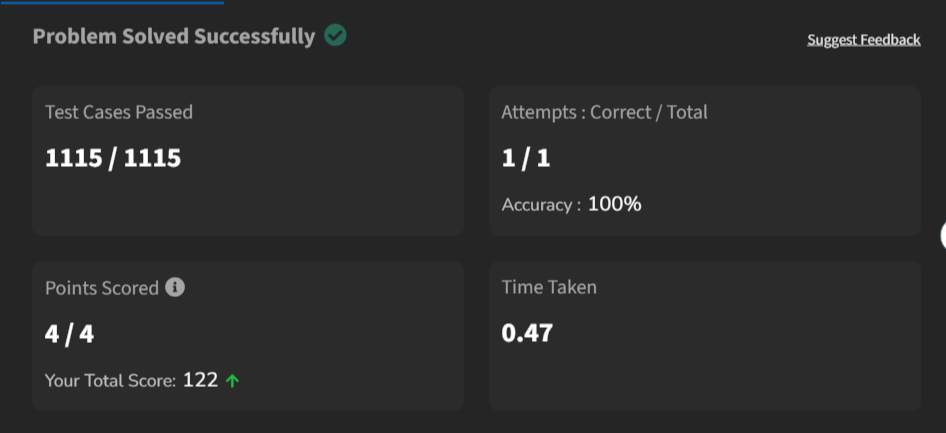 Problem Solved Successfully
Suggest Feedback
Test Cases Passed
1115 / 1115
Attempts : Correct / Total
1 / 1
Accuracy : 100%
Points Scored
4 / 4
Your Total Score: 122
Time Taken
0.47